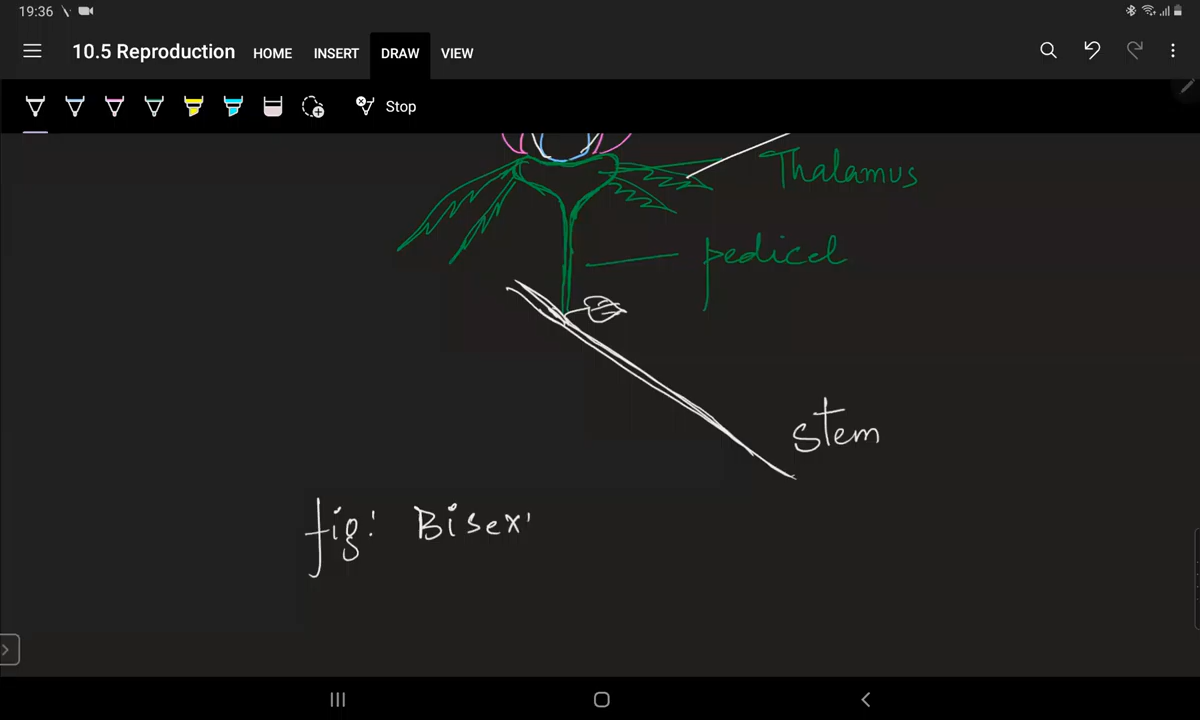 19:36
10.5 Reproduction HOME INSERT DRAW VIEW
Stop
Thalamus
pedicel
stem
fig: Bisex